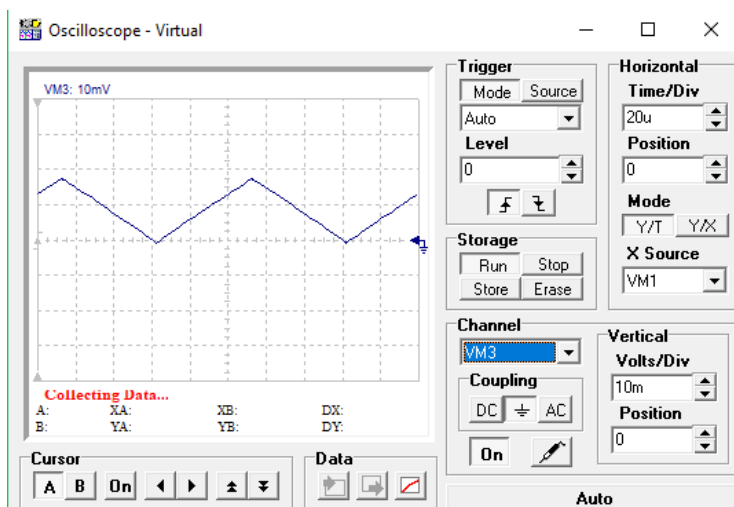 Oscilloscope - Virtual
VM3: 10mV
Collecting Data...
A: XA: XB: DX:
B: YA: YB: DY:
Cursor
A B On
Data
Trigger
Mode Source
Auto
Level
0
Storage
Run Stop
Store Erase
Horizontal
Time/Div
20u
Position
0
Mode
Y/T Y/X
X Source
VM1
Channel
VM3
Coupling
DC AC
On
Vertical
Volts/Div
10m
Position
0
Auto